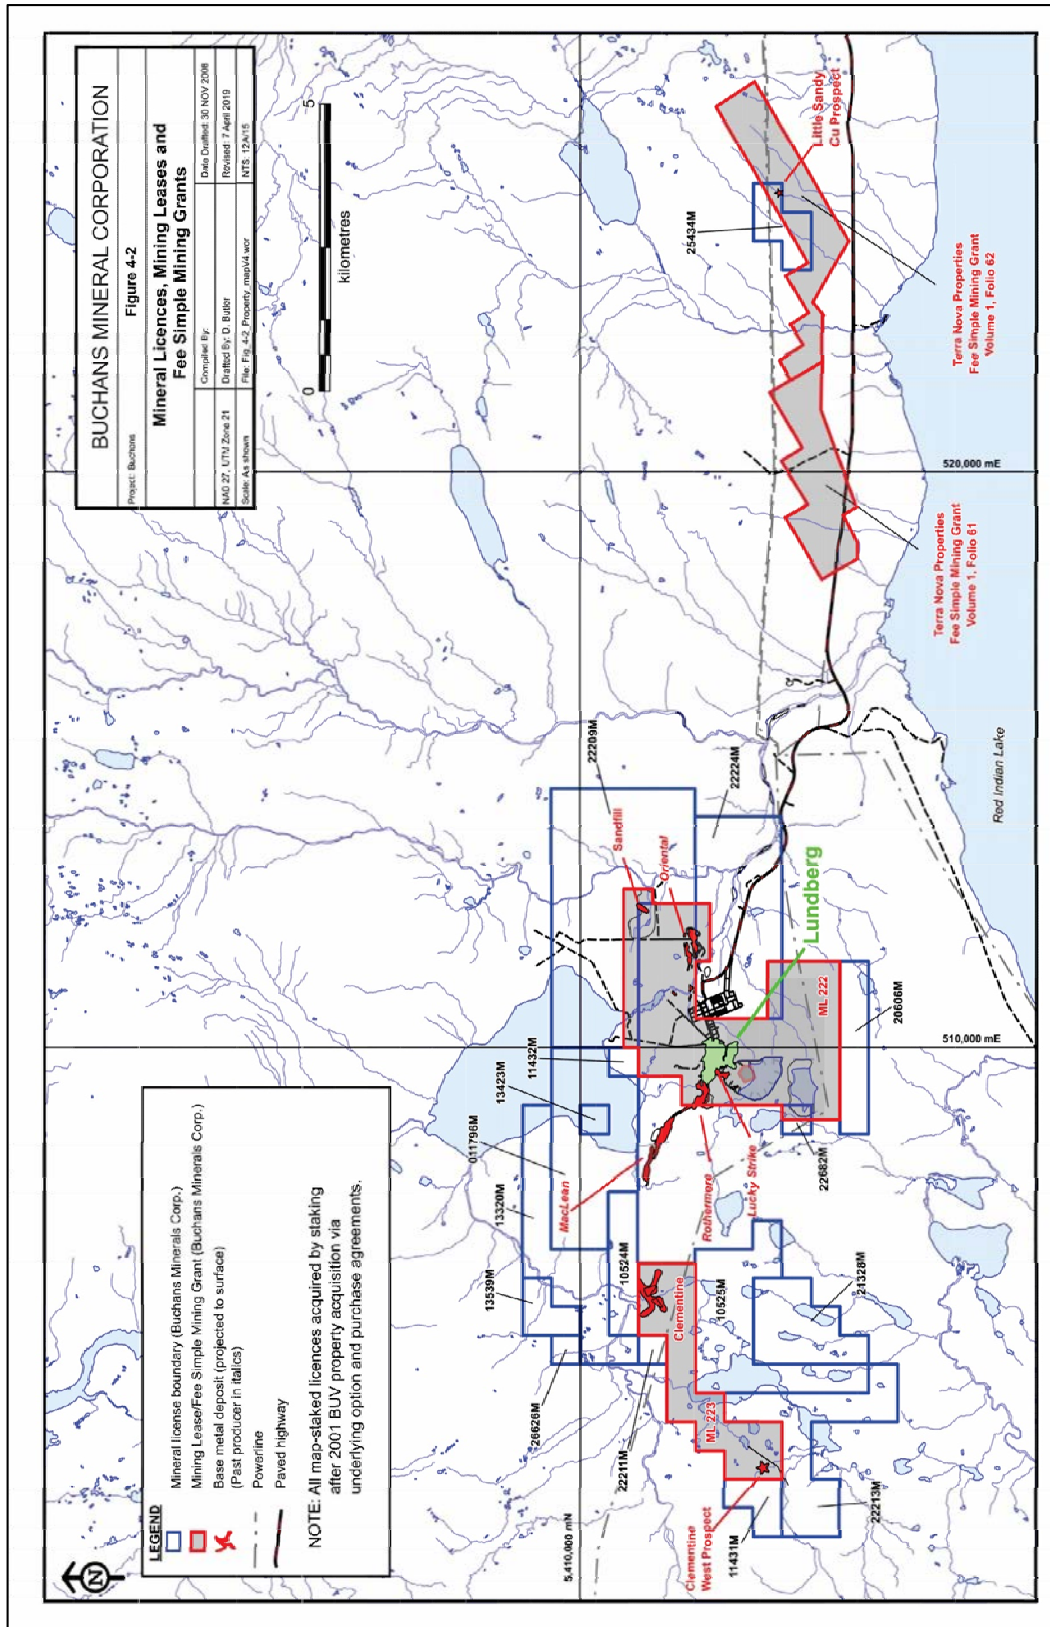 BUCHANS MINERAL CORPORATION
Project: Buchans
Figure 4-2
Mineral Licences, Mining Leases and
Fee Simple Mining Grants
Compiled By:
Date Drafted: 30 NOV 2008
NAD 27, UTM Zone 21
Drafted By: D. Butler
Revised: 7 April 2019
Scale: As shown
File: Fig_4-2_Property_mapV4.wor
NTS: 12A/15
0
5
kilometres
LEGEND
Mineral license boundary (Buchans Minerals Corp.)
Mining Lease/Fee Simple Mining Grant (Buchans Minerals Corp.)
Base metal deposit (projected to surface)
(Past producer in italics)
Powerline
Paved highway
NOTE: All map-staked licences acquired by staking
after 2001 BUV property acquisition via
underlying option and purchase agreements.
N
5,410,000 mN
26626M
13539M
13320M
011796M
13423M
11432M
22209M
22211M
10524M
MacLean
Sandfill
Oriental
22224M
25434M
Little Sandy
Cu Prospect
Clementine
ML 223
10525M
Rothermere
Lucky Strike
Lundberg
Clementine
West Prospect
11431M
22213M
21328M
22682M
ML 222
20606M
510,000 mE
520,000 mE
Red Indian Lake
Terra Nova Properties
Fee Simple Mining Grant
Volume 1, Folio 61
Terra Nova Properties
Fee Simple Mining Grant
Volume 1, Folio 62